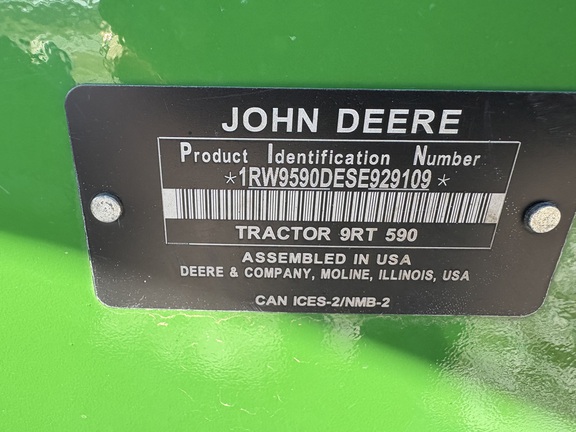 JOHN DEERE
Product Identification Number
*1RW9590DESE929109*
TRACTOR 9RT 590
ASSEMBLED IN USA
DEERE & COMPANY, MOLINE, ILLINOIS, USA
CAN ICES-2/NMB-2